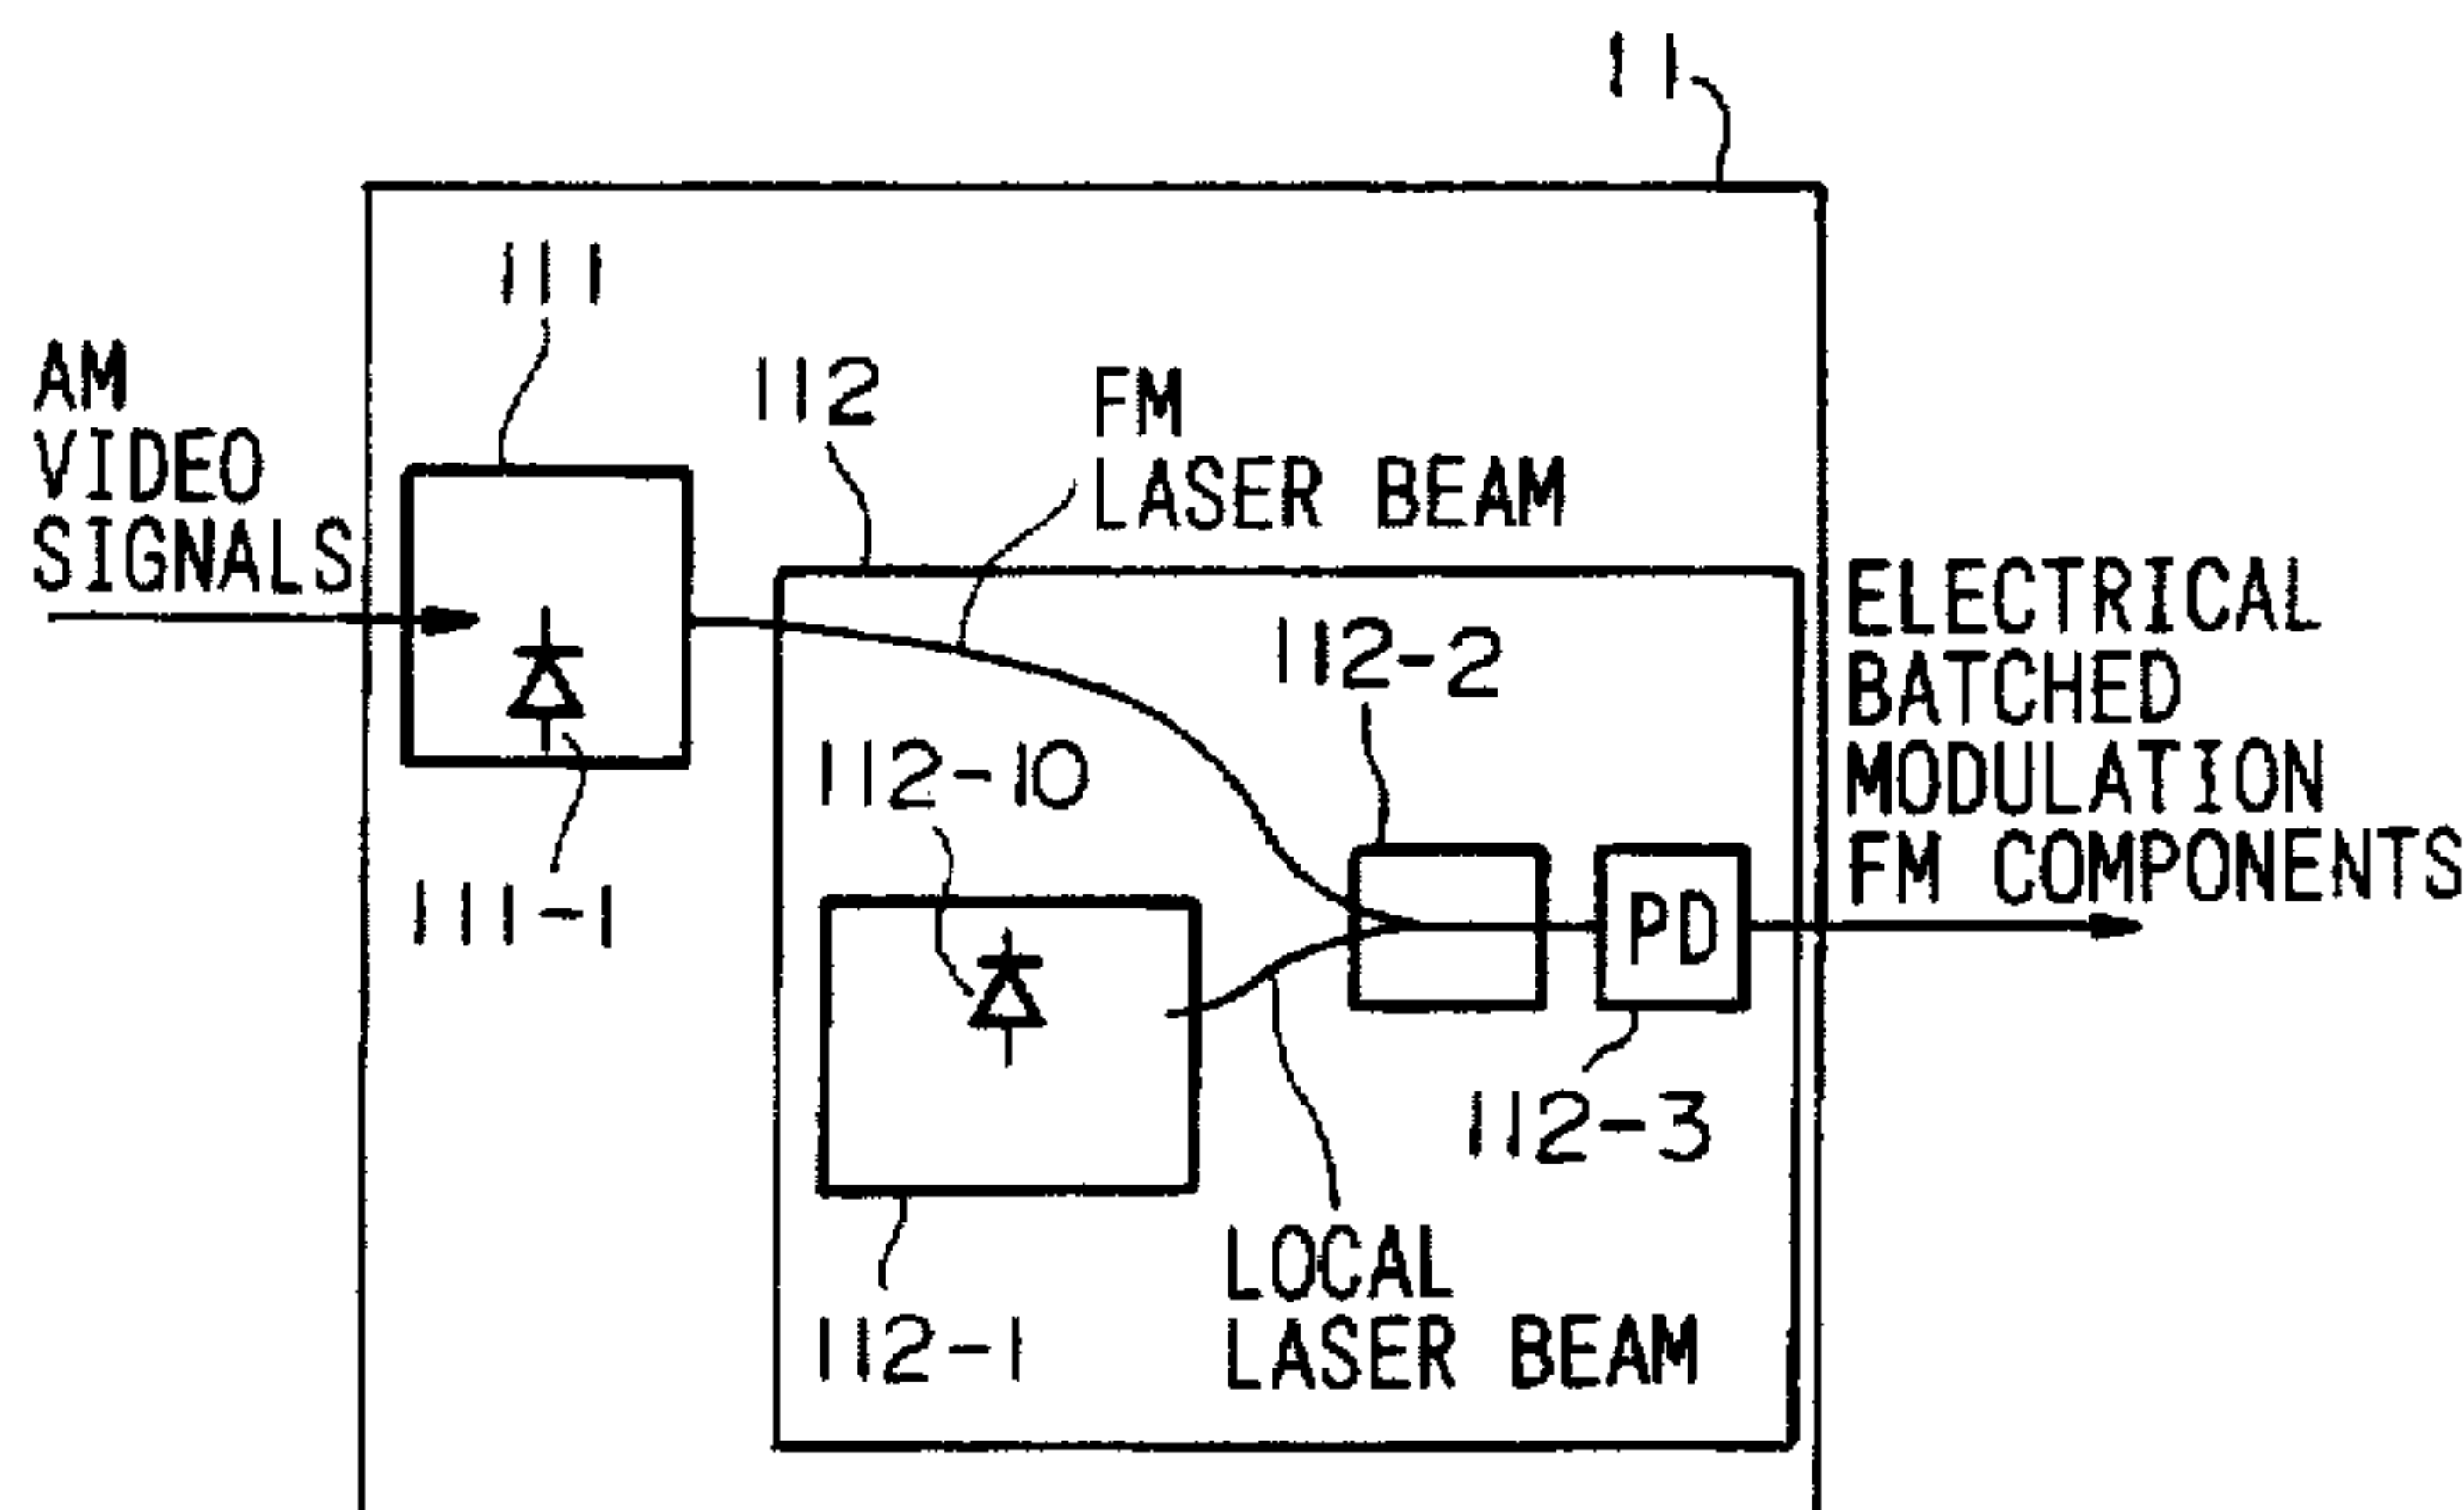 11
111
AM
VIDEO
SIGNALS
112
FM
LASER BEAM
ELECTRICAL
BATCHED
MODULATION
FM COMPONENTS
112-2
112-10
111-1
PD
112-3
LOCAL
LASER BEAM
112-1